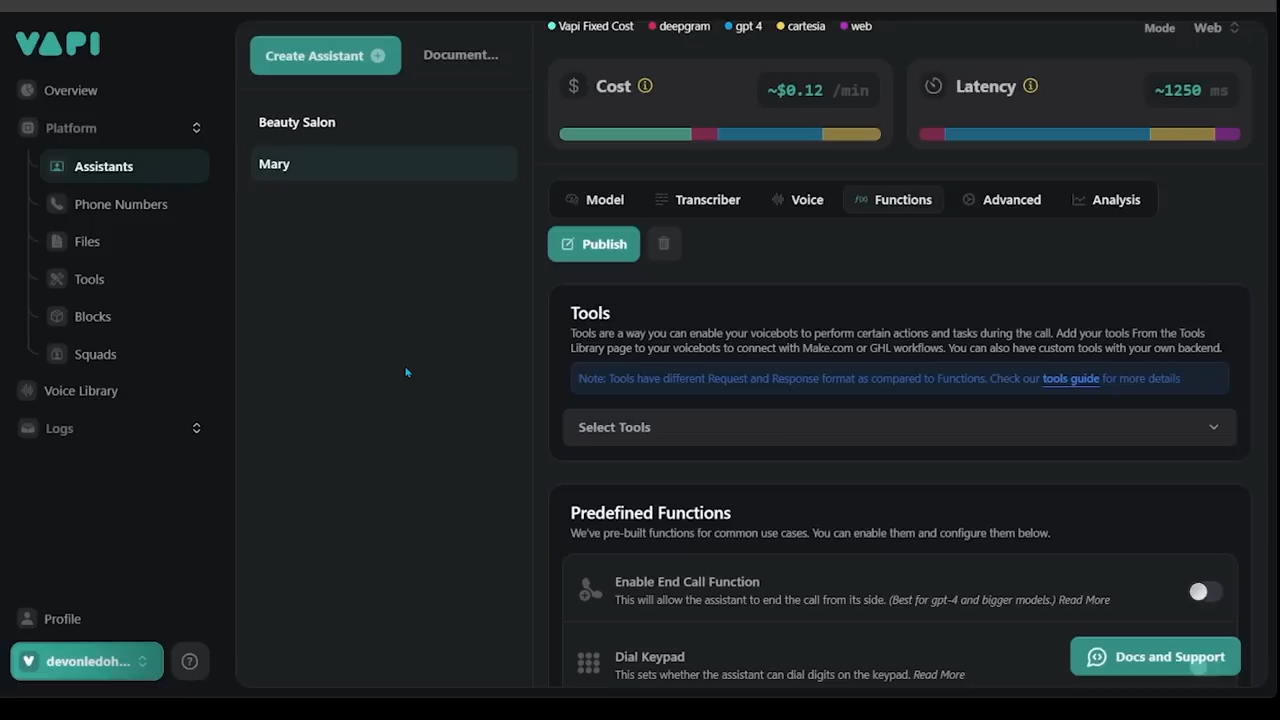 VAPI
Overview
Platform
Assistants
Phone Numbers
Files
Tools
Blocks
Squads
Voice Library
Logs
Profile
devonledoh...
Create Assistant
Document...
Beauty Salon
Mary
Vapi Fixed Cost deepgram gpt 4 cartesia web
Mode Web
Cost ~$0.12 /min
Latency ~1250 ms
Model Transcriber Voice Functions Advanced Analysis
Publish
Tools
Tools are a way you can enable your voicebots to perform certain actions and tasks during the call. Add your tools From the Tools
Library page to your voicebots to connect with Make.com or GHL workflows. You can also have custom tools with your own backend.
Note: Tools have different Request and Response format as compared to Functions. Check our tools guide for more details
Select Tools
Predefined Functions
We've pre-built functions for common use cases. You can enable them and configure them below.
Enable End Call Function
This will allow the assistant to end the call from its side. (Best for gpt-4 and bigger models.) Read More
Dial Keypad
This sets whether the assistant can dial digits on the keypad. Read More
Docs and Support